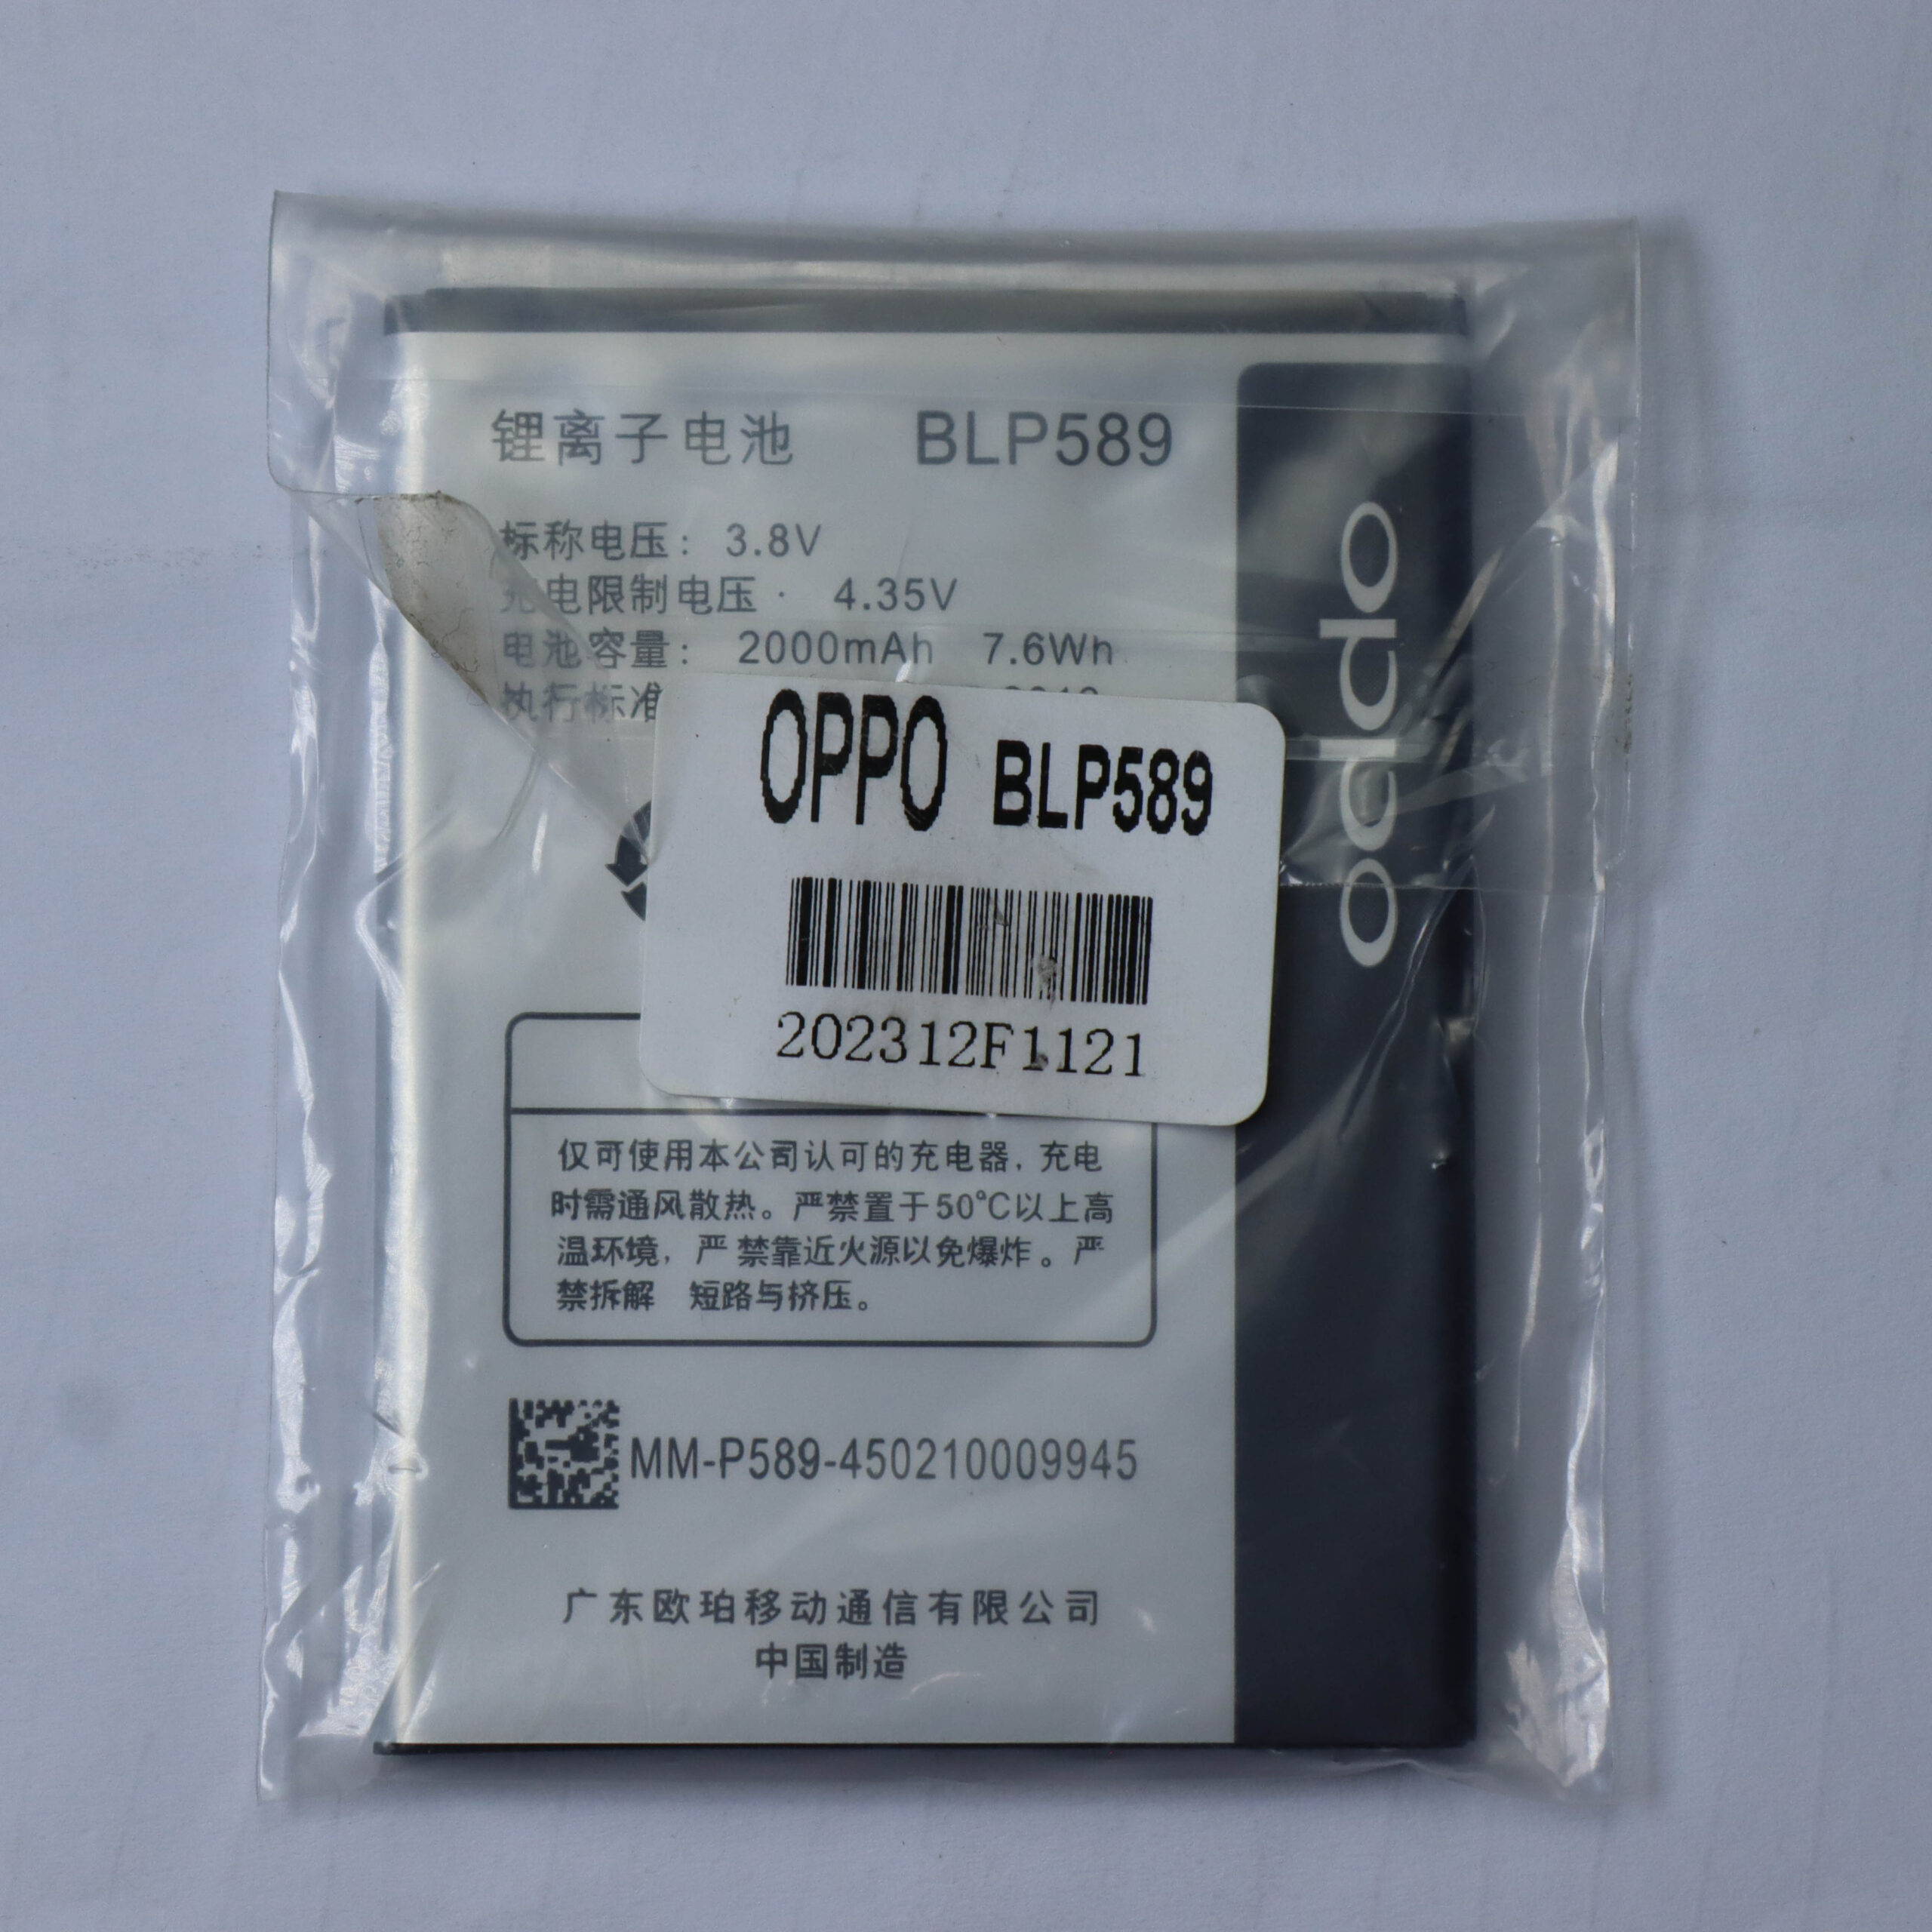 锂离子电池 BLP589
标称电压： 3.8V
充电限制电压： 4.35V
电池容量： 2000mAh 7.6Wh
执行标准
oppo
OPPO BLP589
202312F1121
仅可使用本公司认可的充电器，充电
时需通风散热。严禁置于50°C以上高
温环境，严禁靠近火源以免爆炸。严
禁拆解 短路与挤压。
MM-P589-450210009945
广东欧珀移动通信有限公司
中国制造